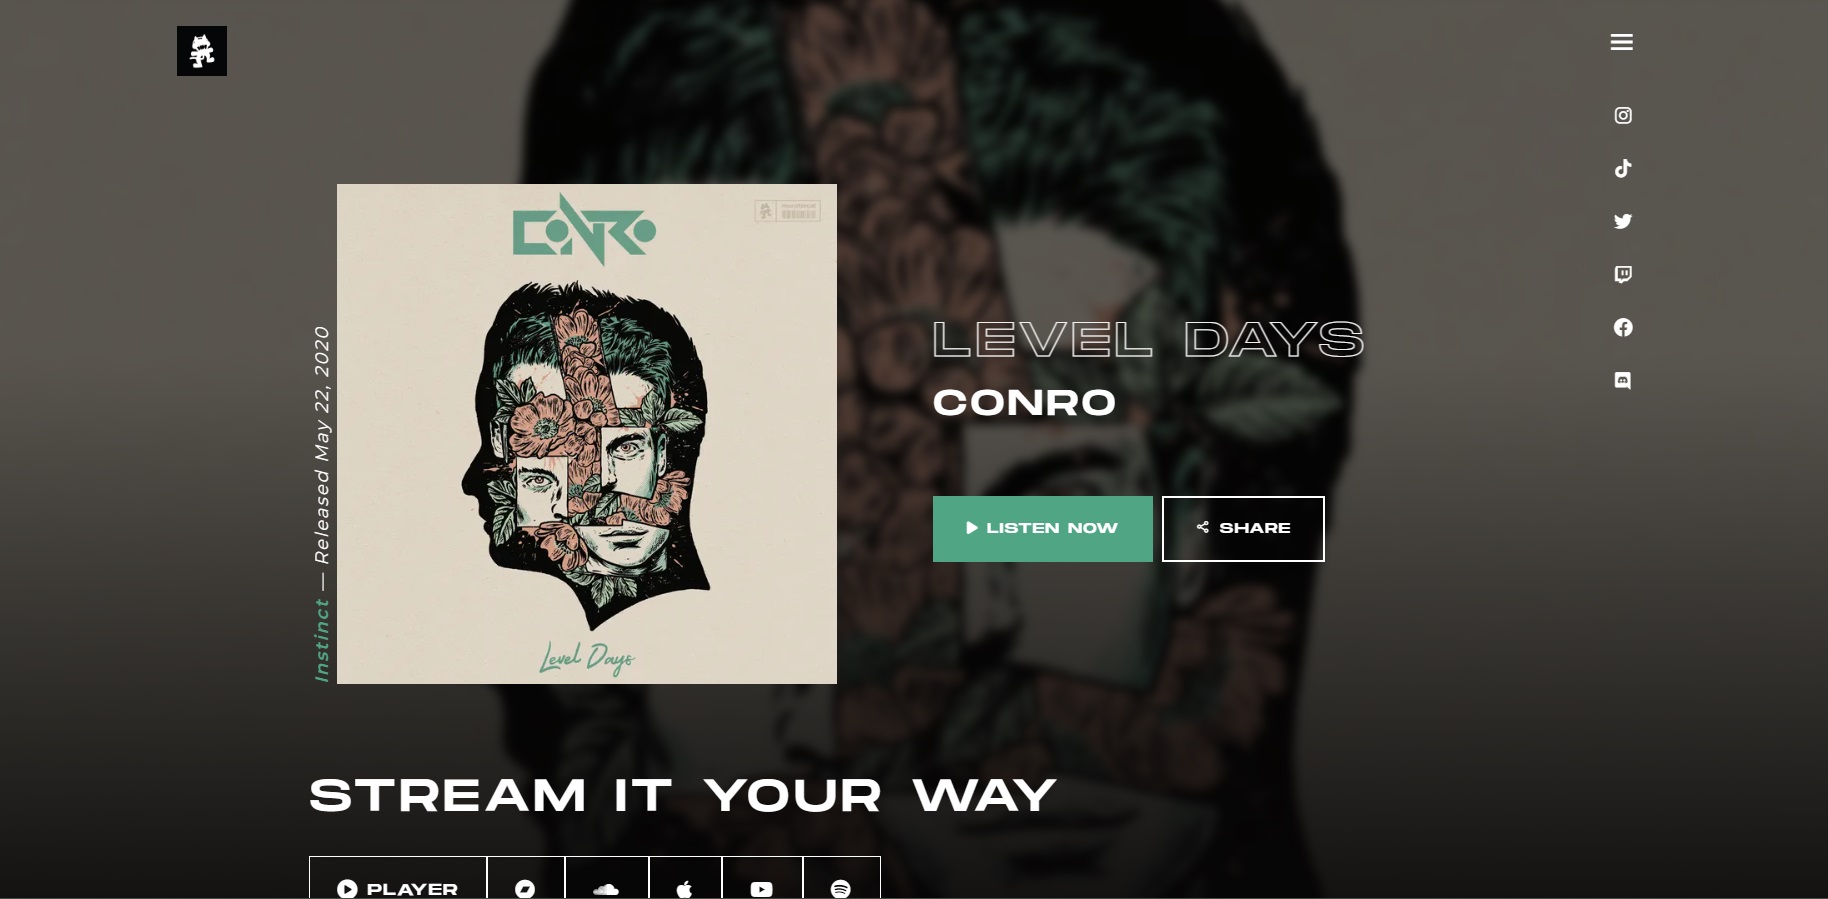 CONRO
Instinct — Released May 22, 2020
Level Days
LEVEL DAYS
CONRO
LISTEN NOW
SHARE
STREAM IT YOUR WAY
PLAYER